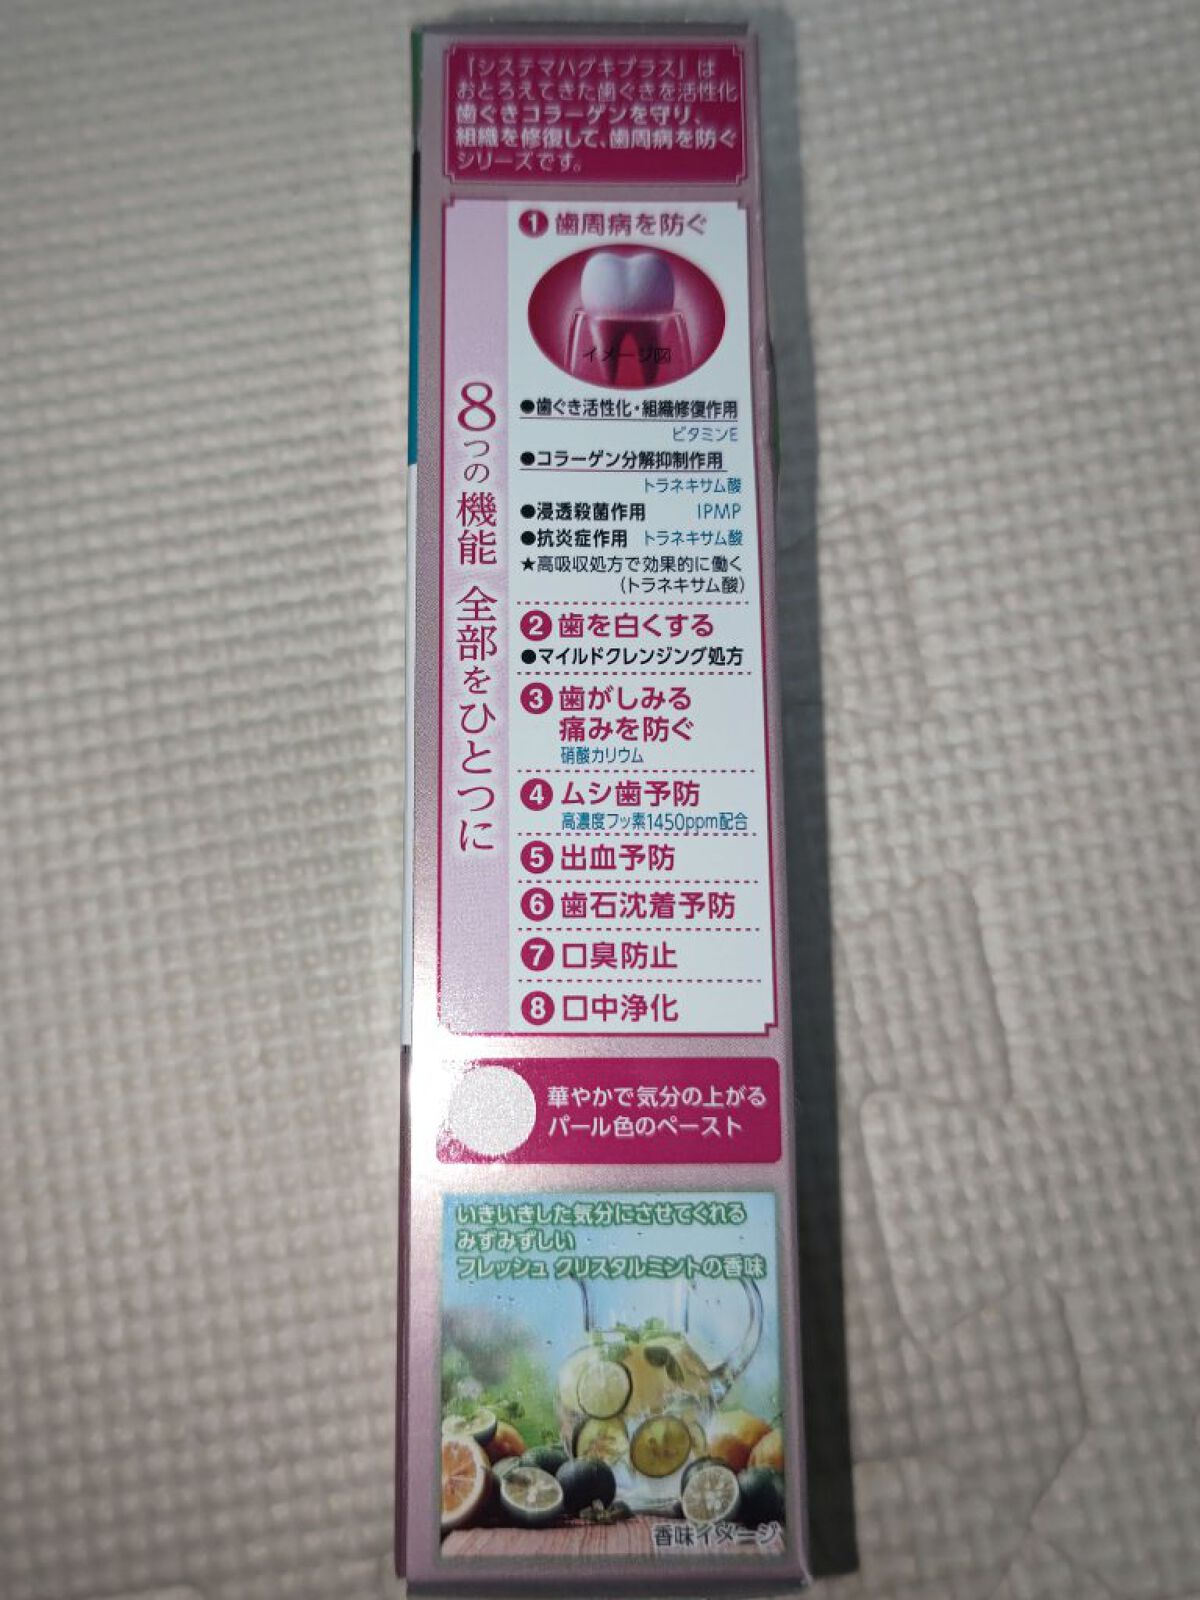 「システマハグキプラス」は
おとろえてきた歯ぐきを活性化
歯ぐきコラーゲンを守り、
組織を修復して、歯周病を防ぐ
シリーズです。
8つの機能 全部をひとつに
1 歯周病を防ぐ
イメージ図
●歯ぐき活性化・組織修復作用
ビタミンE
●コラーゲン分解抑制作用
トラネキサム酸
●浸透殺菌作用 IPMP
●抗炎症作用 トラネキサム酸
★高吸収処方で効果的に働く
(トラネキサム酸)
2 歯を白くする
●マイルドクレンジング処方
3 歯がしみる
痛みを防ぐ
硝酸カリウム
4 ムシ歯予防
高濃度フッ素1450ppm配合
5 出血予防
6 歯石沈着予防
7 口臭防止
8 口中浄化
華やかで気分の上がる
パール色のペースト
いきいきした気分にさせてくれる
みずみずしい
フレッシュ クリスタルミントの香味
香味イメージ